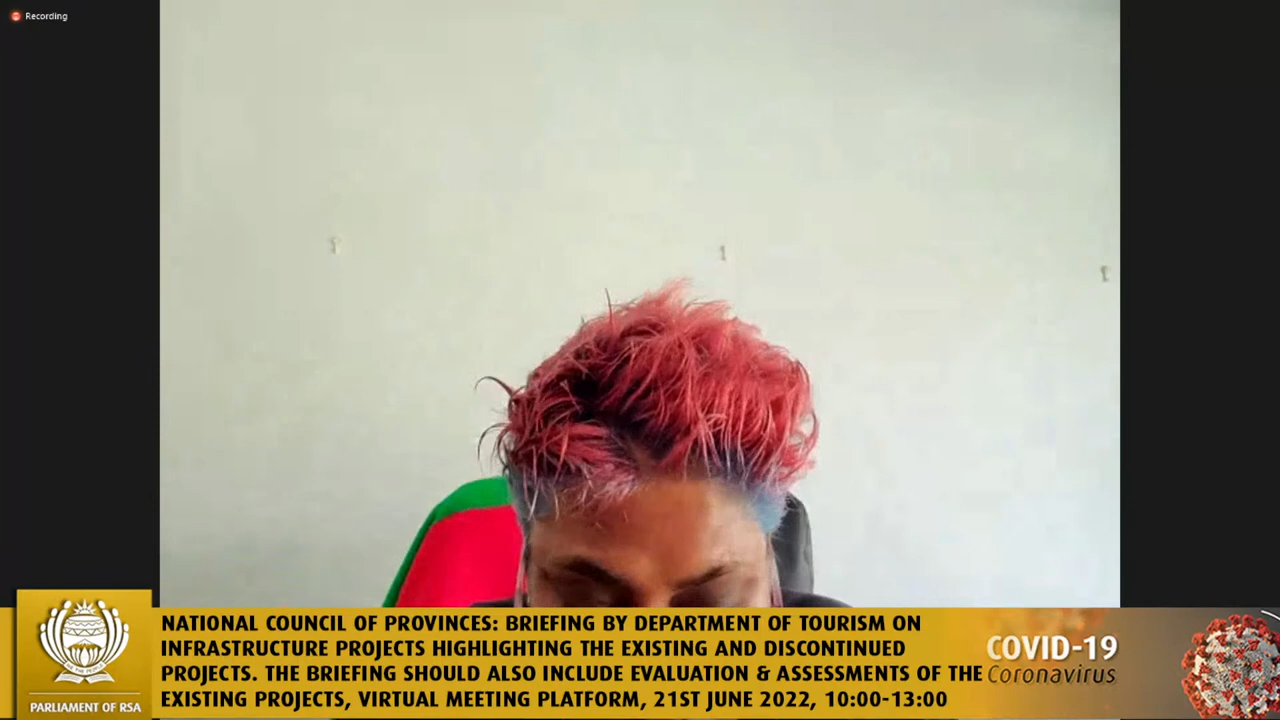 Recording
NATIONAL COUNCIL OF PROVINCES: BRIEFING BY DEPARTMENT OF TOURISM ON
INFRASTRUCTURE PROJECTS HIGHLIGHTING THE EXISTING AND DISCONTINUED
PROJECTS. THE BRIEFING SHOULD ALSO INCLUDE EVALUATION & ASSESSMENTS OF THE
EXISTING PROJECTS, VIRTUAL MEETING PLATFORM, 21ST JUNE 2022, 10:00-13:00
PARLIAMENT OF RSA
COVID-19
Coronavirus